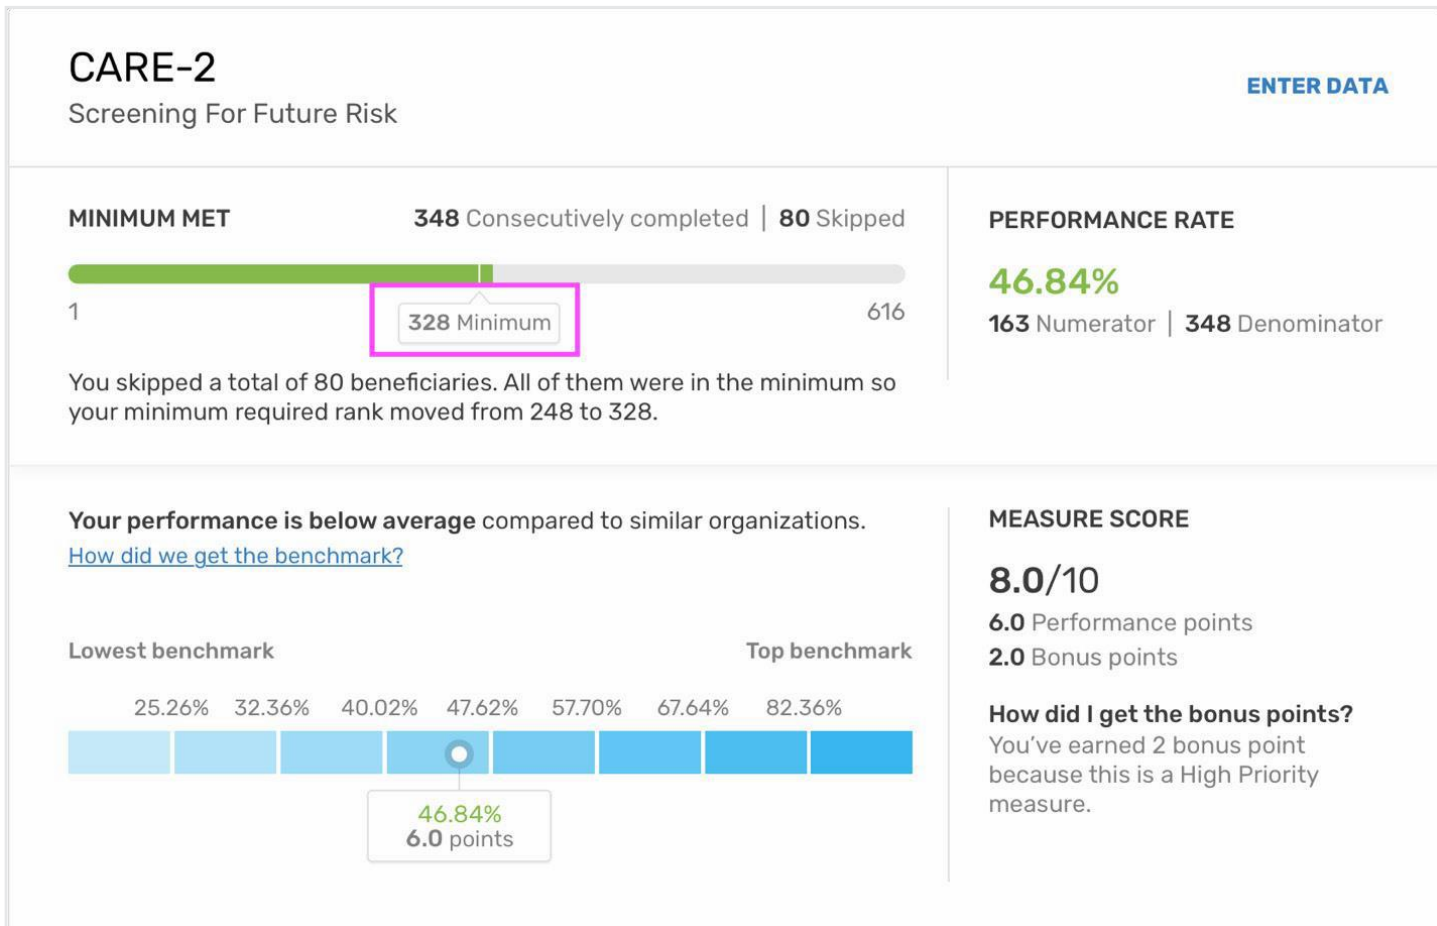 CARE-2
Screening For Future Risk
ENTER DATA
MINIMUM MET
348 Consecutively completed | 80 Skipped
1
328 Minimum
616
You skipped a total of 80 beneficiaries. All of them were in the minimum so
your minimum required rank moved from 248 to 328.
PERFORMANCE RATE
46.84%
163 Numerator | 348 Denominator
Your performance is below average compared to similar organizations.
How did we get the benchmark?
Lowest benchmark
Top benchmark
25.26% 32.36% 40.02% 47.62% 57.70% 67.64% 82.36%
46.84%
6.0 points
MEASURE SCORE
8.0/10
6.0 Performance points
2.0 Bonus points
How did I get the bonus points?
You’ve earned 2 bonus point
because this is a High Priority
measure.